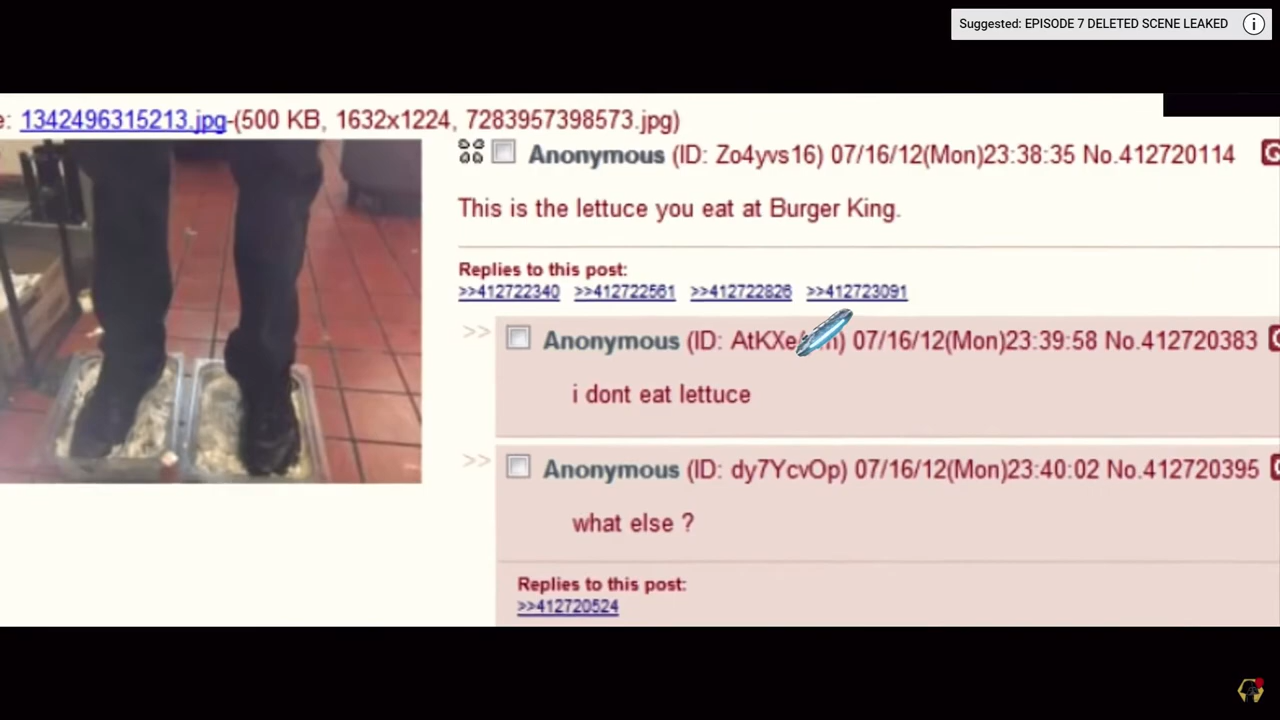 Suggested: EPISODE 7 DELETED SCENE LEAKED
e: 1342496315213.jpg-(500 KB, 1632x1224, 7283957398573.jpg)
Anonymous (ID: Zo4yvs16) 07/16/12(Mon)23:38:35 No.412720114
This is the lettuce you eat at Burger King.
Replies to this post:
>>412722340 >>412722561 >>412722826 >>412723091
>> Anonymous (ID: 07/16/12(Mon)23:39:58 No.412720383
i dont eat lettuce
>> Anonymous (ID: dy7YcvOp) 07/16/12(Mon)23:40:02 No.412720395
what else ?
Replies to this post:
>>412720524